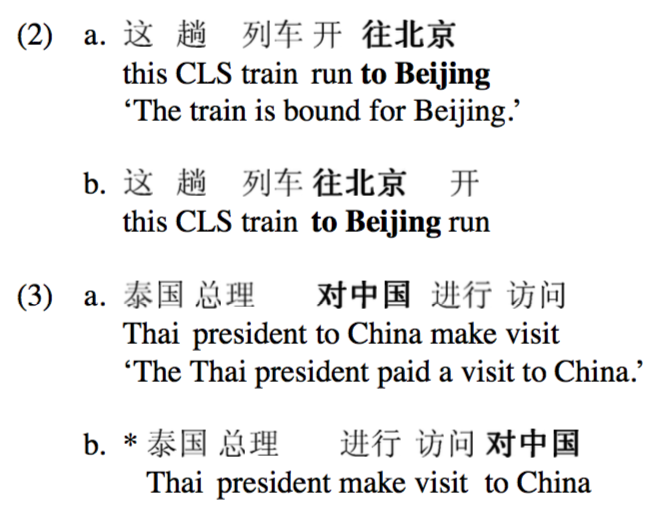 (2) a. 这 趟 列车 开 往北京
this CLS train run to Beijing
‘The train is bound for Beijing.’
b. 这 趟 列车 往北京 开
this CLS train to Beijing run
(3) a. 泰国 总理 对中国 进行 访问
Thai president to China make visit
‘The Thai president paid a visit to China.’
b. * 泰国 总理 进行 访问 对中国
Thai president make visit to China